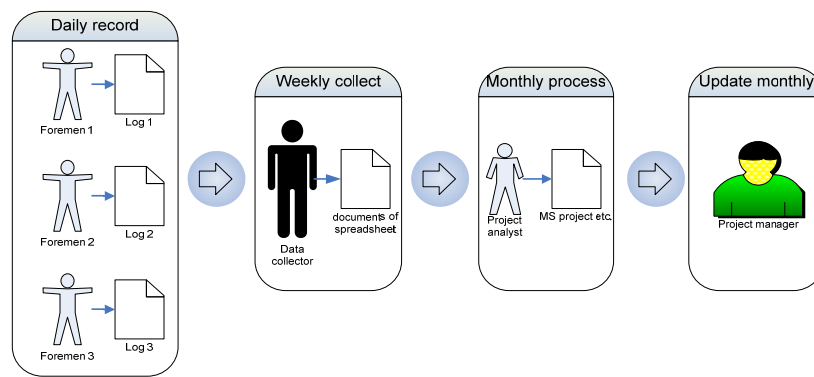 Daily record
Foremen 1
Log 1
Foremen 2
Log 2
Foremen 3
Log 3
Weekly collect
Data
collector
documents of
spreadsheet
Monthly process
Project
analyst
MS project etc.
Update monthly
Project manager